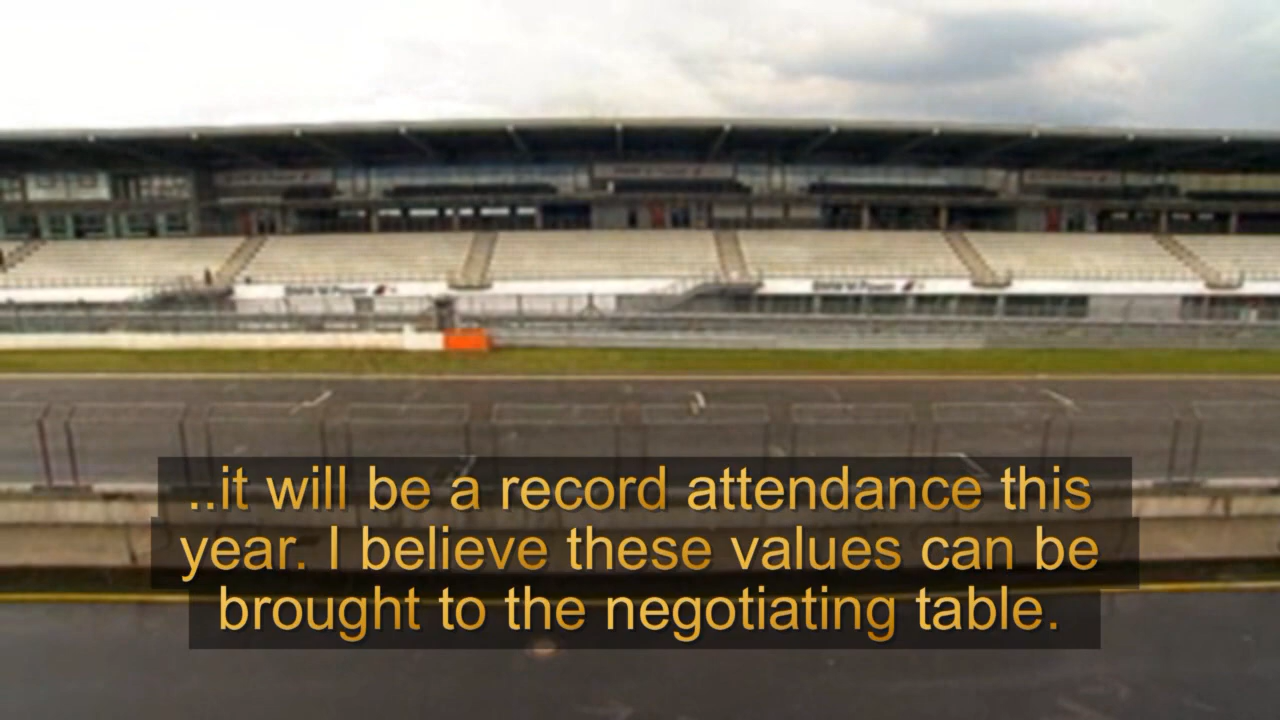 ..it will be a record attendance this
year. I believe these values can be
brought to the negotiating table.